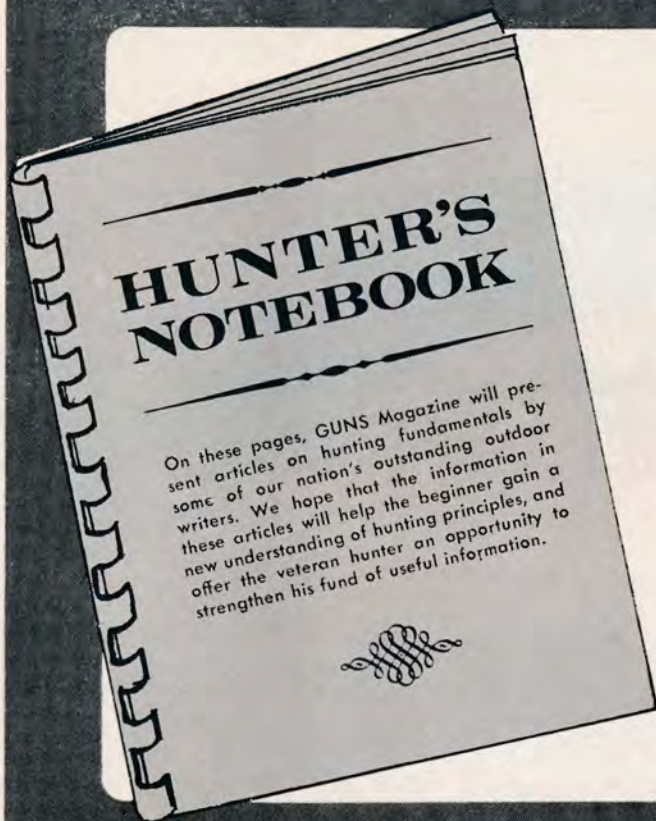 HUNTER'S
NOTEBOOK
On these pages, GUNS Magazine will pre-
sent articles on hunting fundamentals by
some of our nation's outstanding outdoor
writers. We hope that the information in
these articles will help the beginner gain a
new understanding of hunting principles, and
offer the veteran hunter an opportunity to
strengthen his fund of useful information.